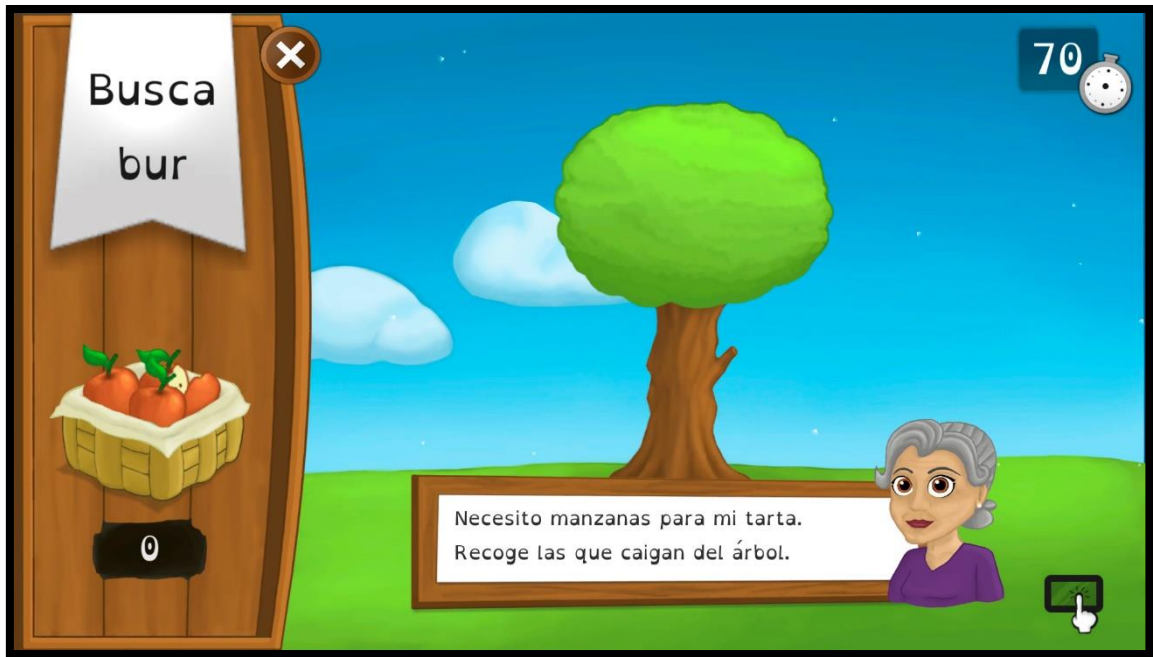 Busca
bur
70
0
Necesito manzanas para mi tarta.
Recoge las que caigan del árbol.